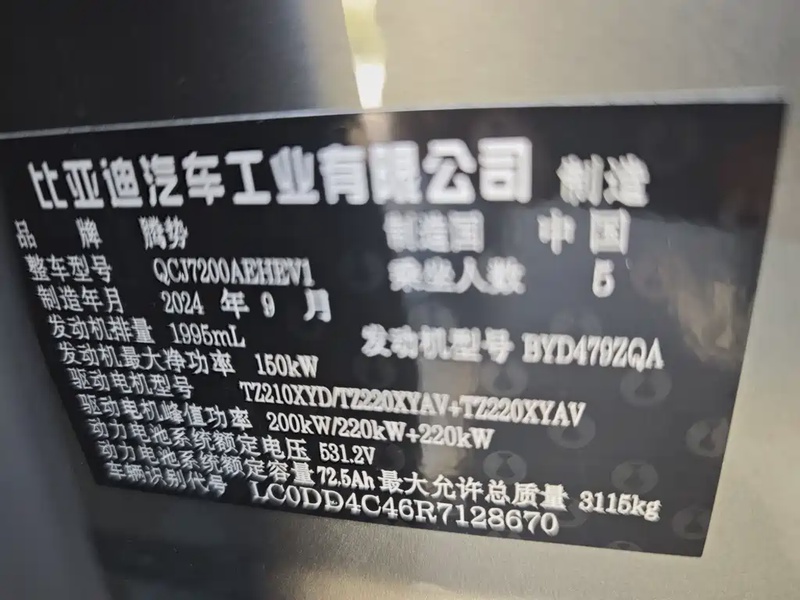 比亚迪汽车工业有限公司 制造
品 牌 腾势 制造国 中国
整车型号 QCJ7200AEHEV1 乘坐人数 5
制造年月 2024 年 9 月
发动机排量 1995mL 发动机型号 BYD479ZQA
发动机最大净功率 150kW
驱动电机型号 TZ210XYD/TZ220XYAV+TZ220XYAV
驱动电机峰值功率 200kW/220kW+220kW
动力电池系统额定电压 531.2V
动力电池系统额定容量 72.5Ah 最大允许总质量 3115kg
车辆识别代号 LC0DD4C46R7128670